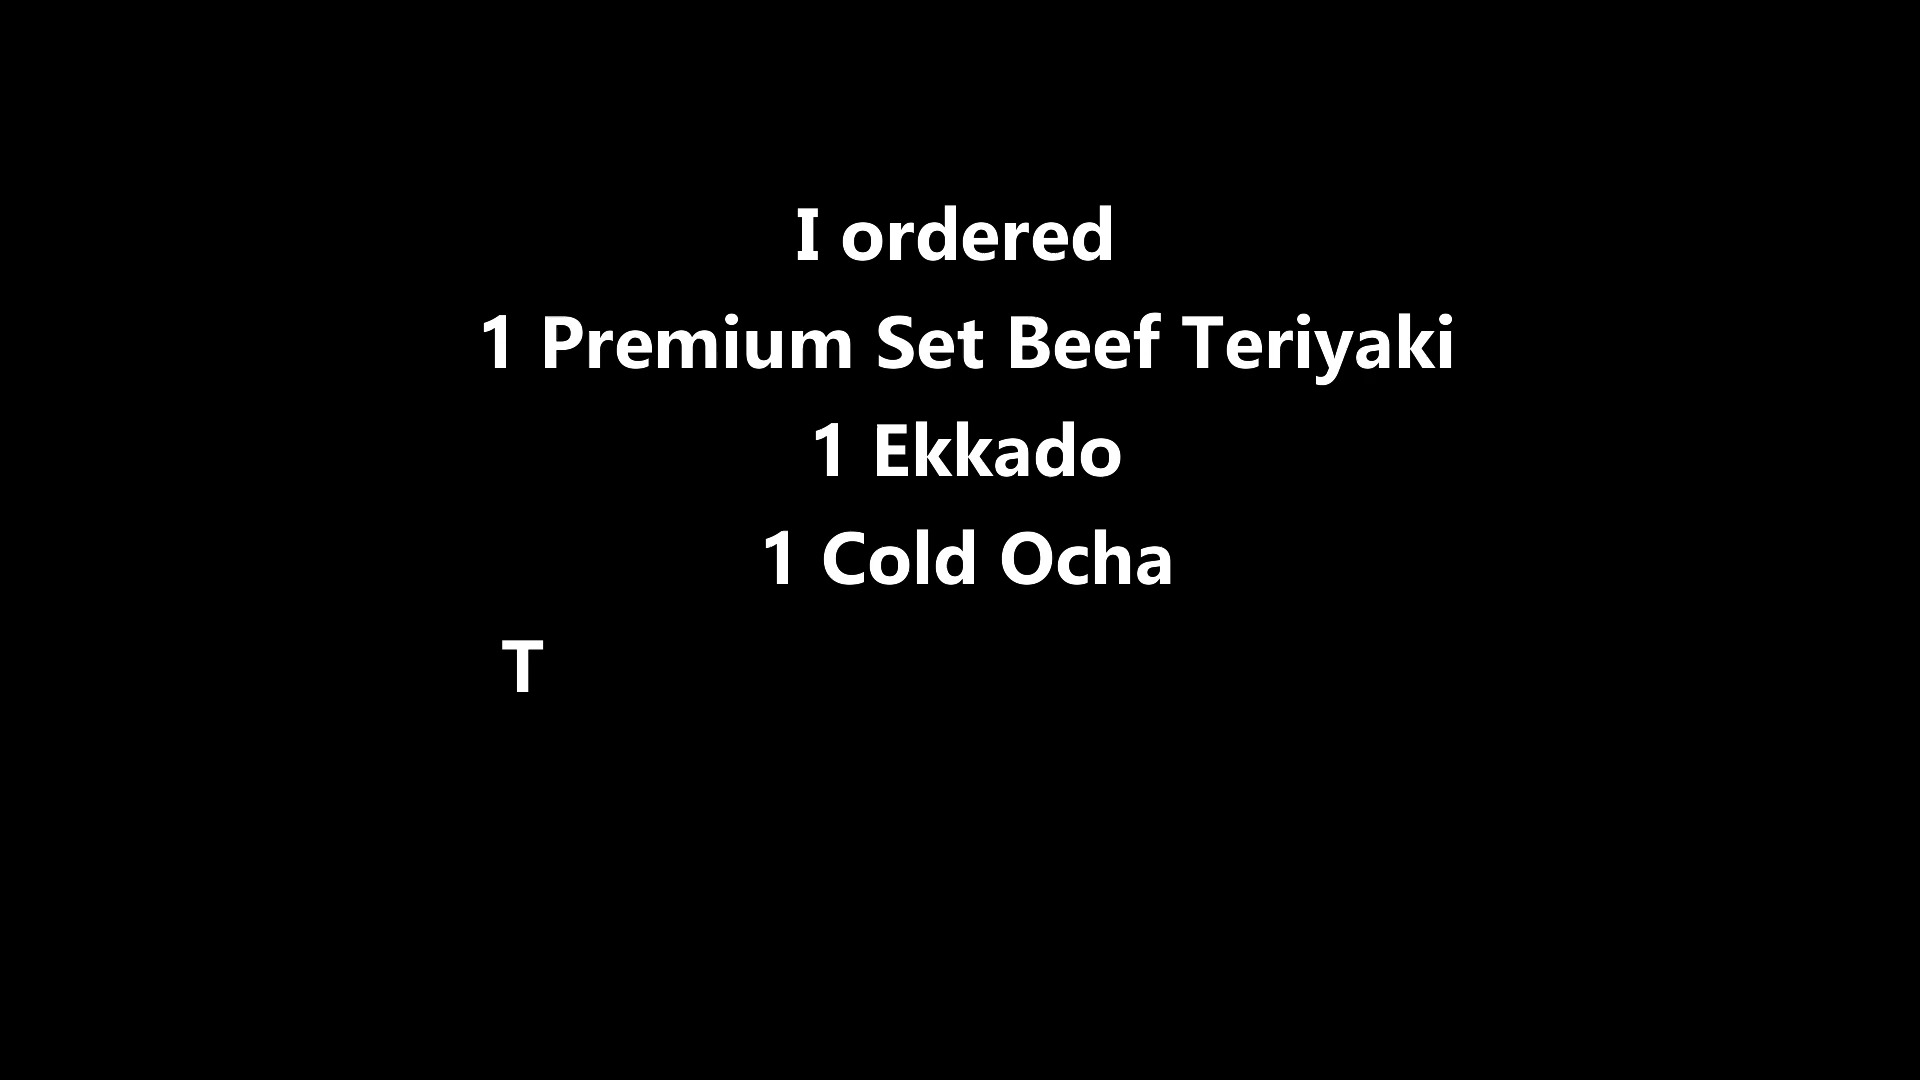 I ordered
1 Premium Set Beef Teriyaki
1 Ekkado
1 Cold Ocha
T